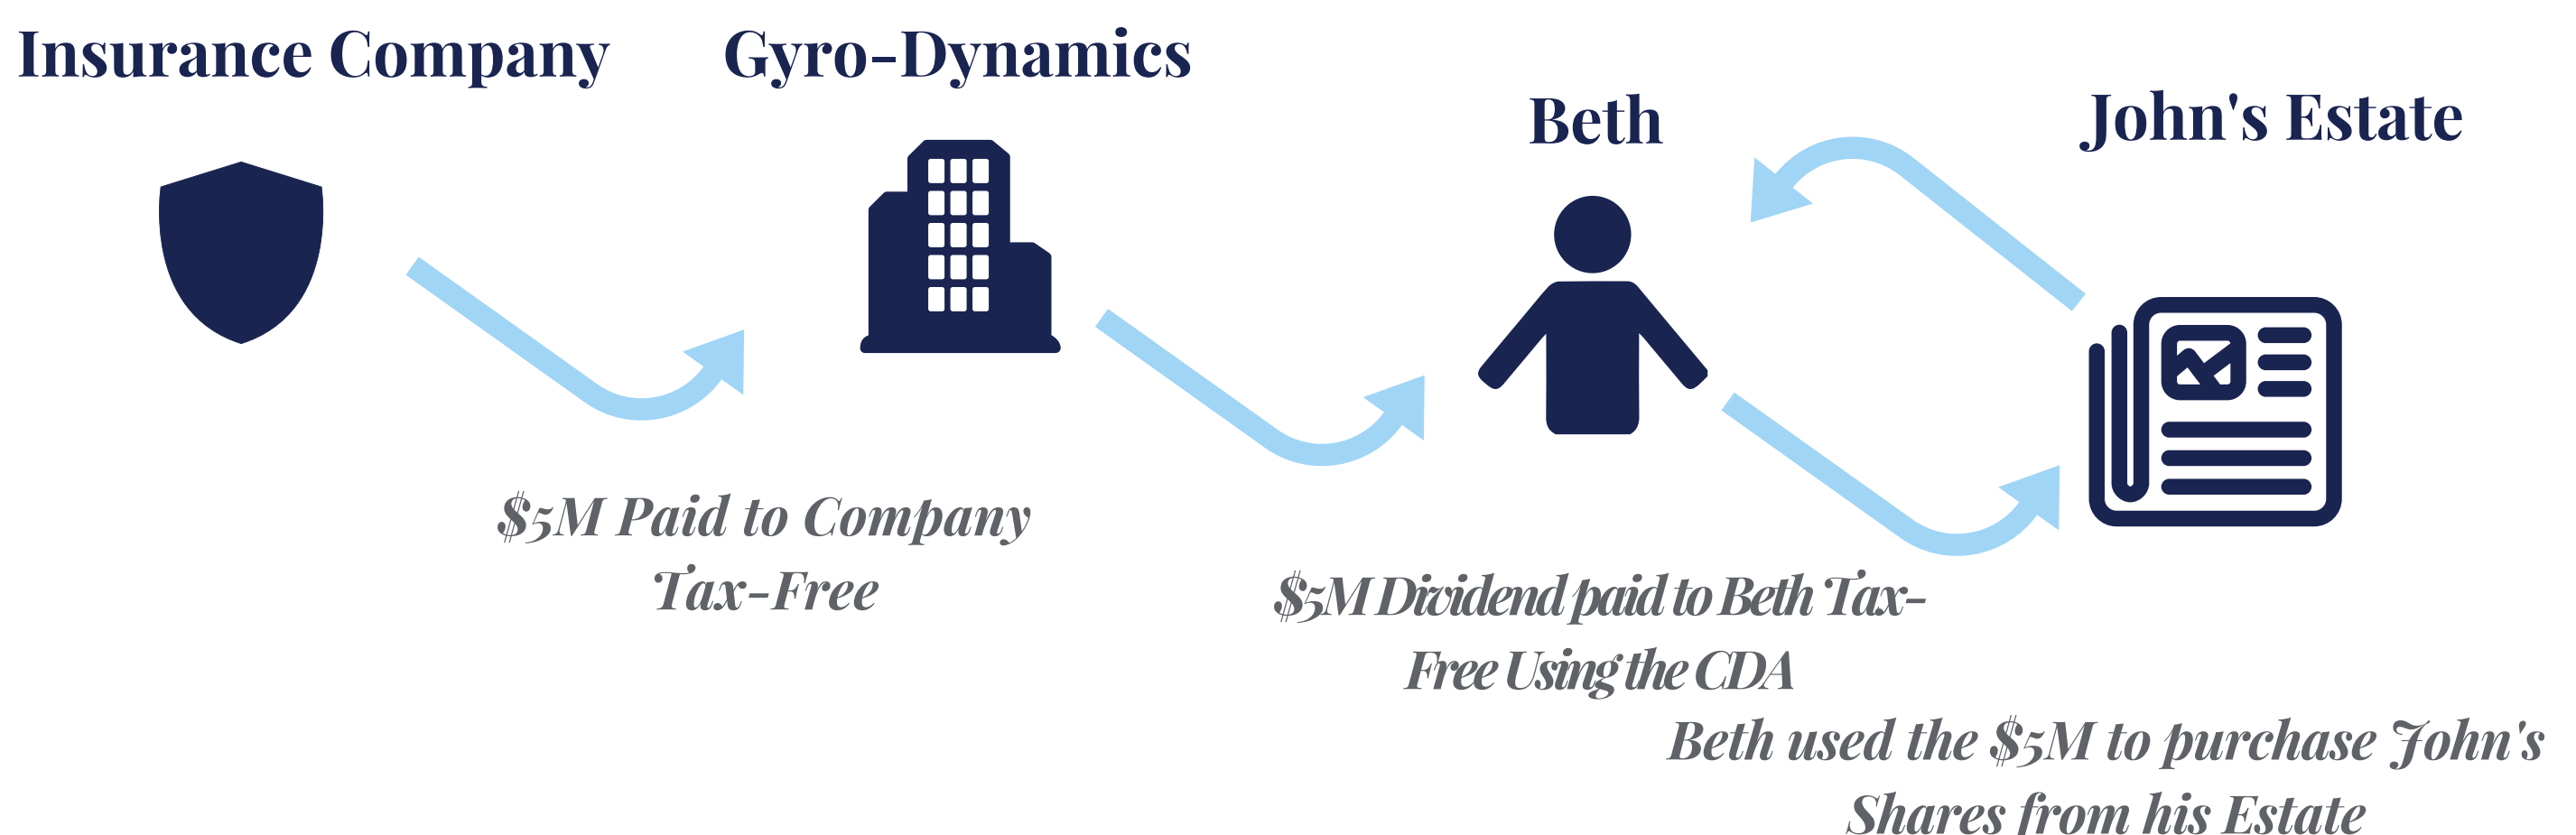 Insurance Company
Gyro-Dynamics
Beth
John's Estate
$5M Paid to Company
Tax-Free
$5M Dividend paid to Beth Tax-
Free Using the CDA
Beth used the $5M to purchase John's
Shares from his Estate